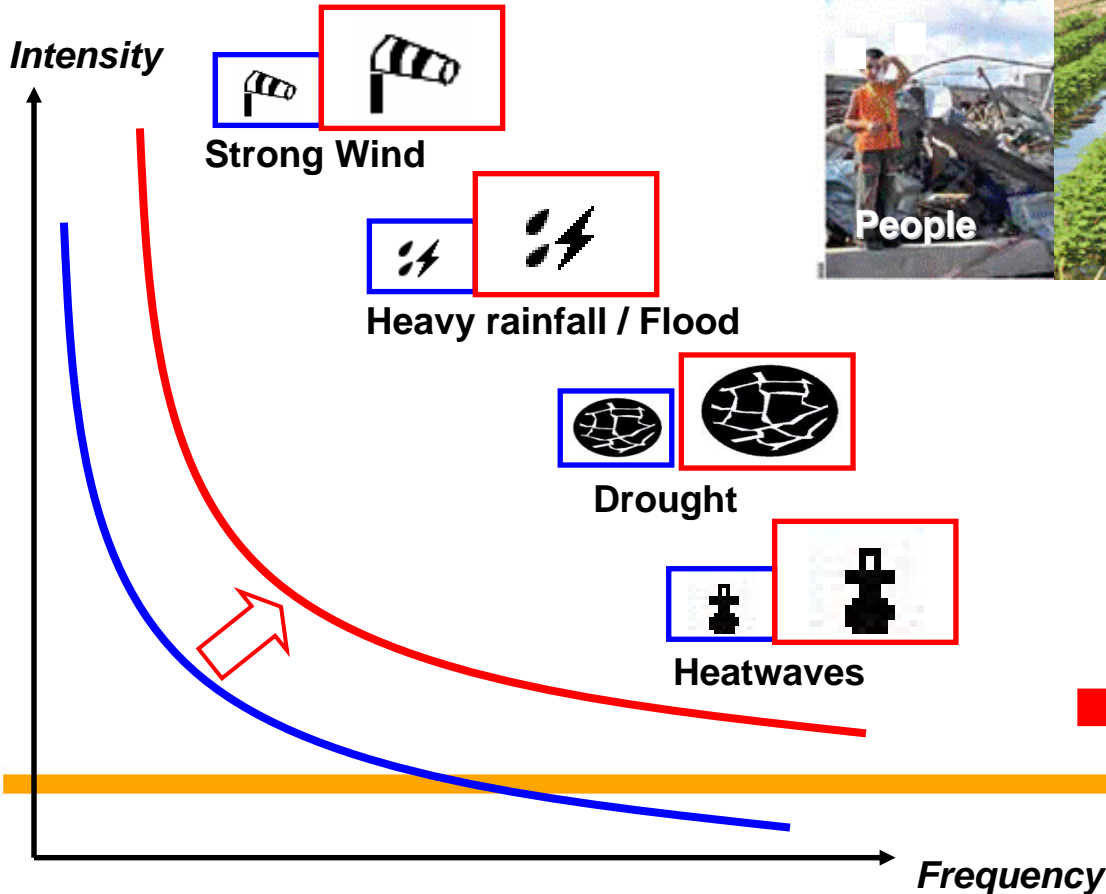 Intensity
Strong Wind
People
Heavy rainfall / Flood
Drought
Heatwaves
Frequency